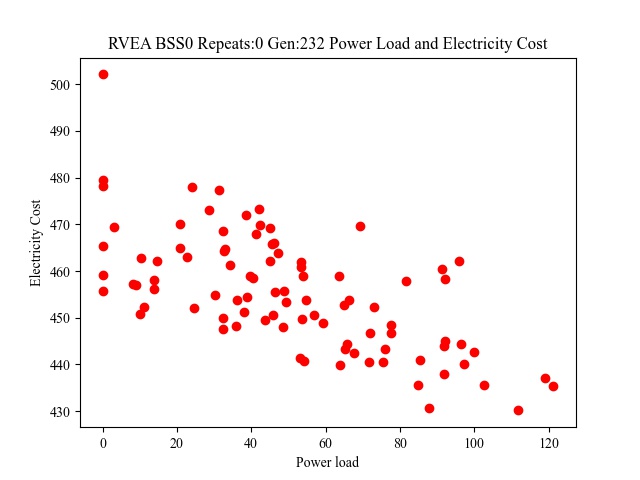 RVEA BSS0 Repeats:0 Gen:232 Power Load and Electricity Cost
500
490
480
470
460
450
440
430
Electricity Cost
0 20 40 60 80 100 120
Power load